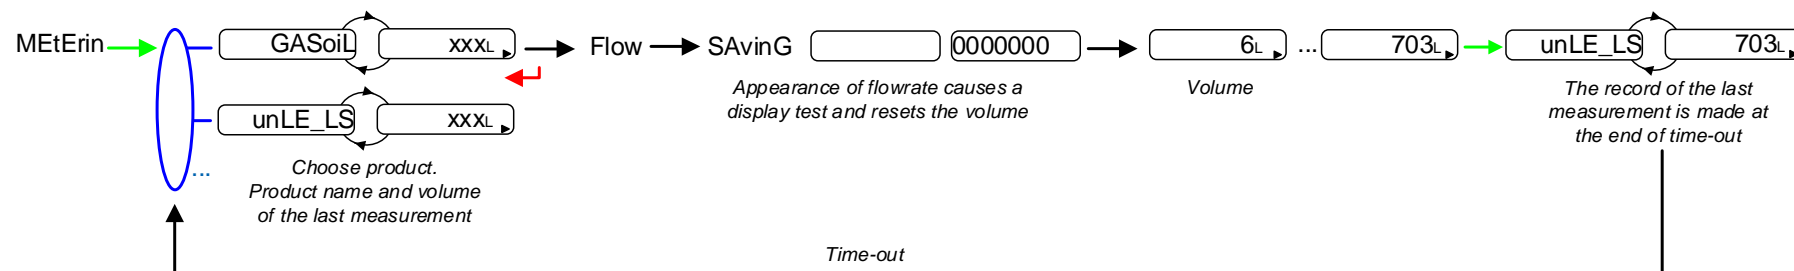 MEtErin
GASoiL
xxxL
Flow
SAvinG
0000000
6L
...
703L
unLE_LS
703L
Appearance of flowrate causes a
display test and resets the volume
Volume
The record of the last
measurement is made at
the end of time-out
unLE_LS
xxxL
...
Choose product.
Product name and volume
of the last measurement
Time-out